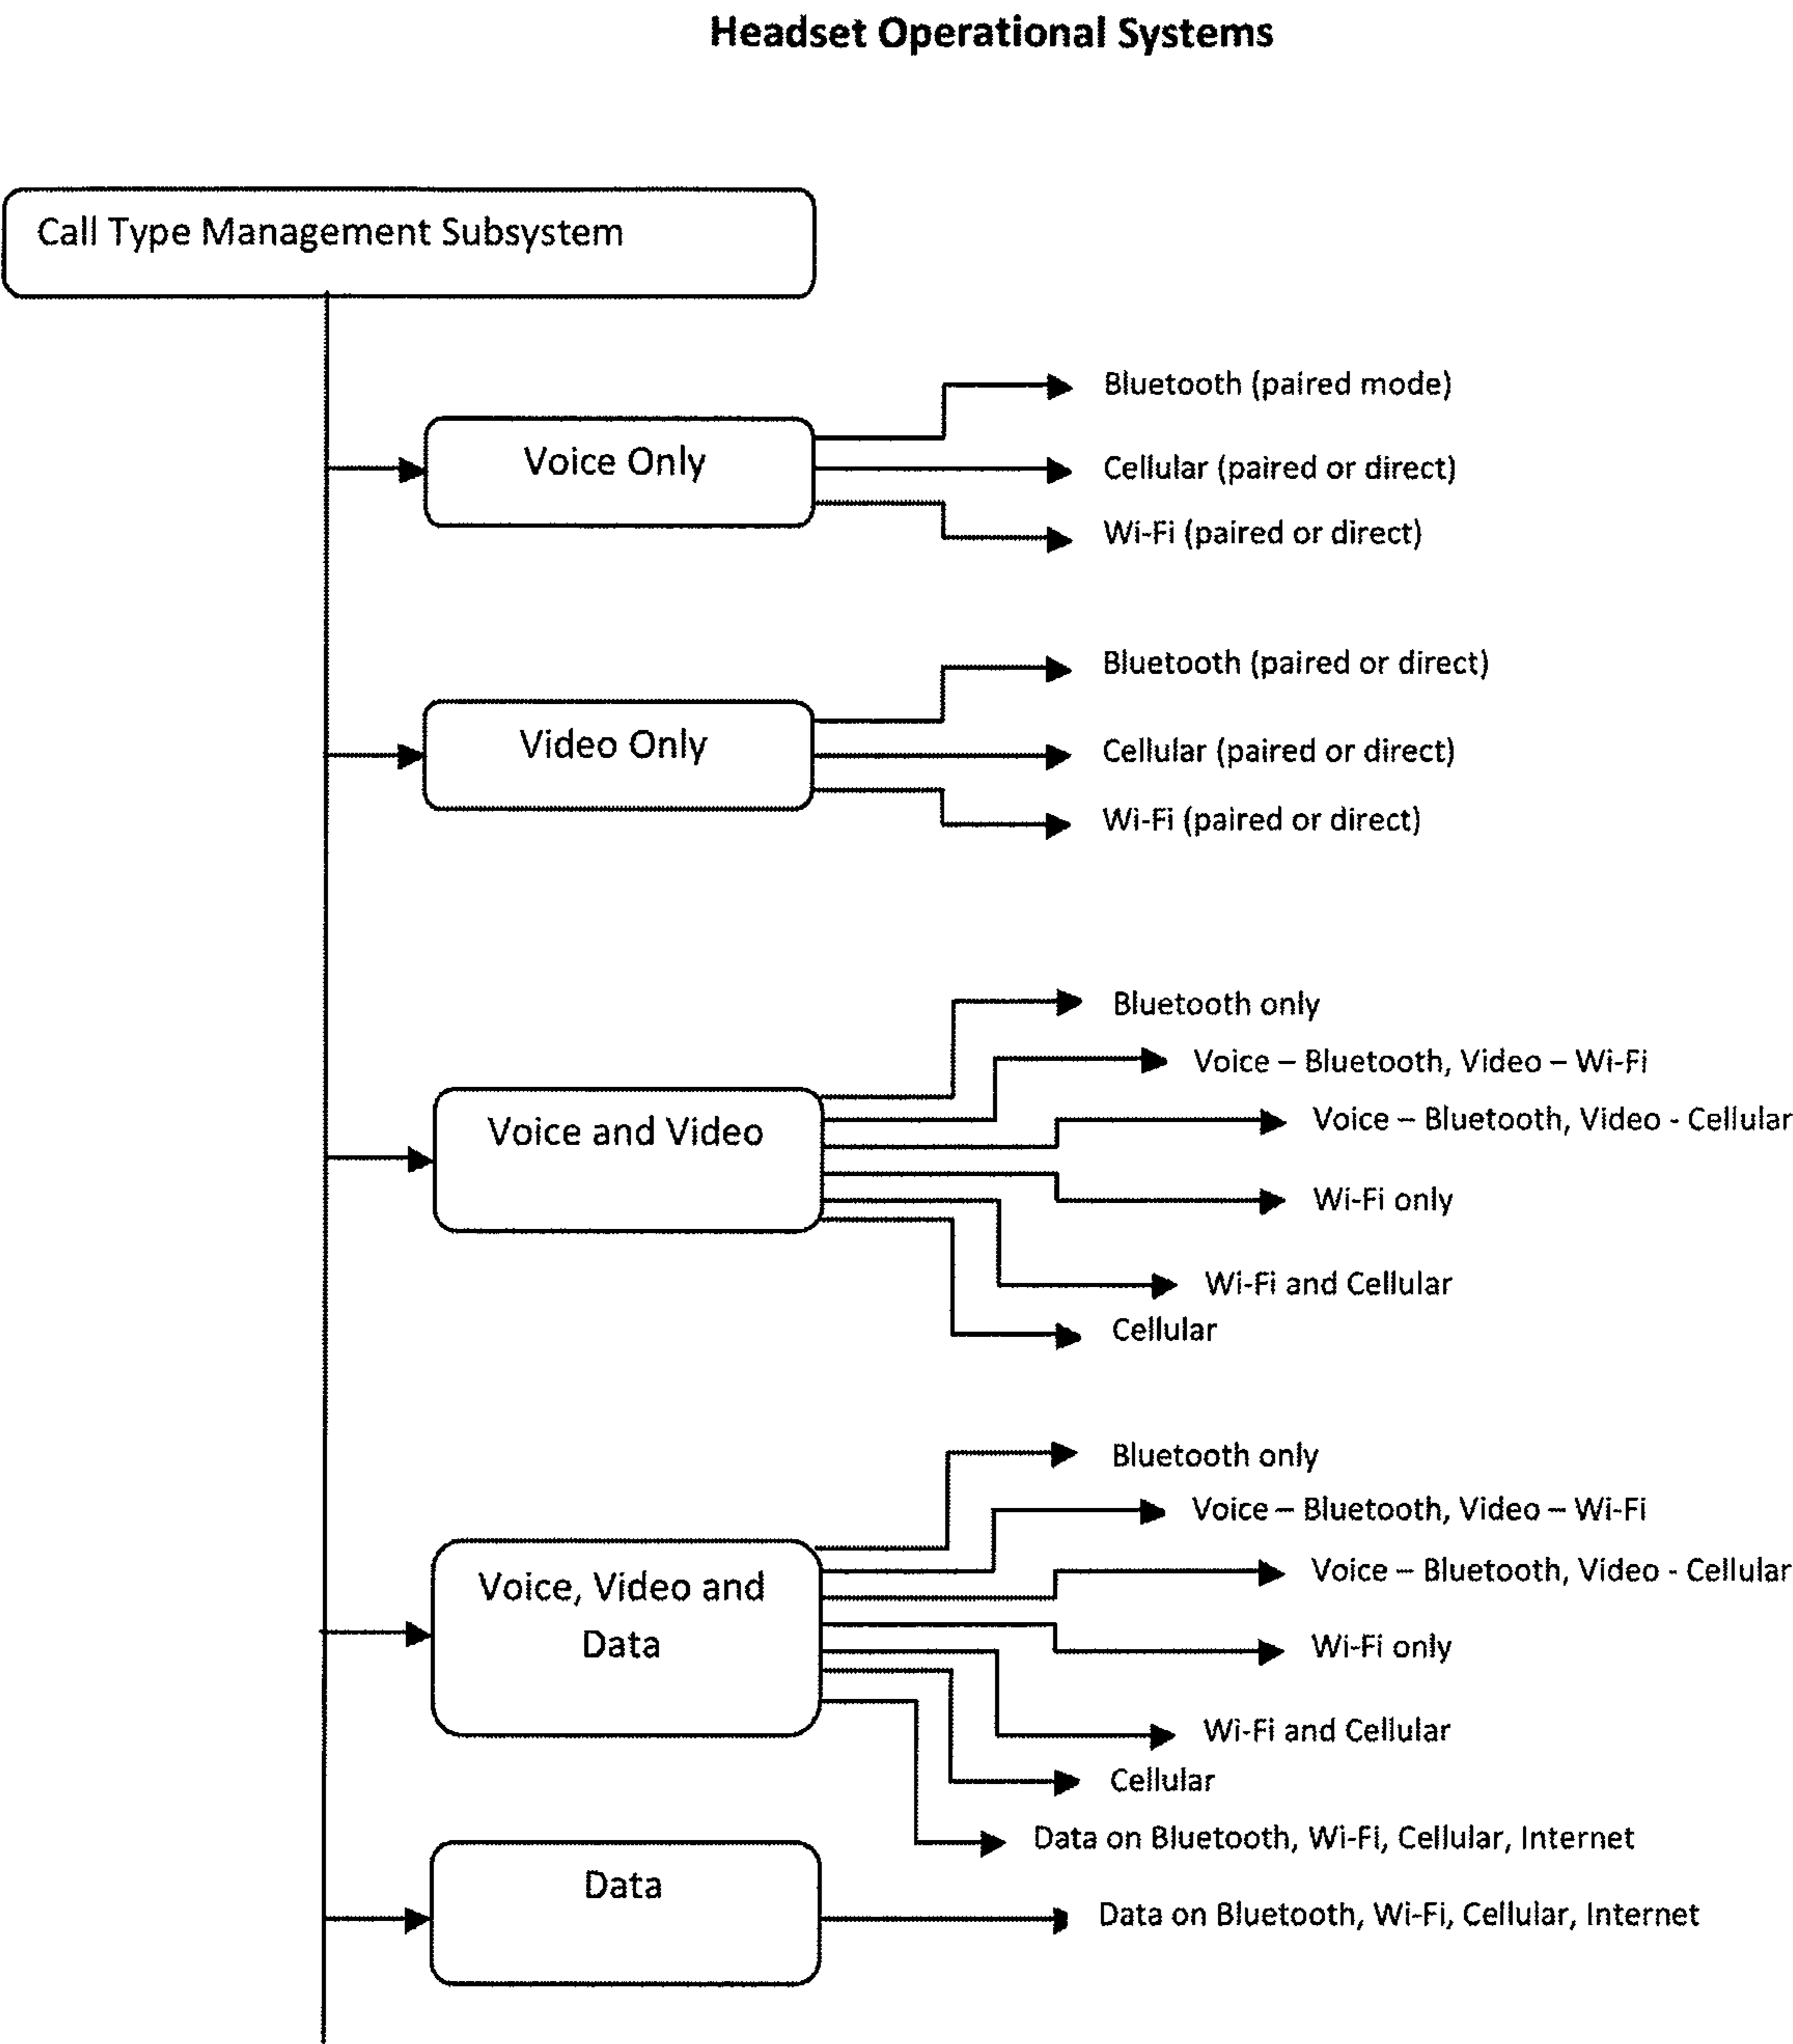 Headset Operational Systems
Call Type Management Subsystem
Voice Only
Bluetooth (paired mode)
Cellular (paired or direct)
Wi-Fi (paired or direct)
Video Only
Bluetooth (paired or direct)
Cellular (paired or direct)
Wi-Fi (paired or direct)
Voice and Video
Bluetooth only
Voice – Bluetooth, Video – Wi-Fi
Voice – Bluetooth, Video - Cellular
Wi-Fi only
Wi-Fi and Cellular
Cellular
Voice, Video and
Data
Bluetooth only
Voice – Bluetooth, Video – Wi-Fi
Voice – Bluetooth, Video - Cellular
Wi-Fi only
Wi-Fi and Cellular
Cellular
Data on Bluetooth, Wi-Fi, Cellular, Internet
Data
Data on Bluetooth, Wi-Fi, Cellular, Internet